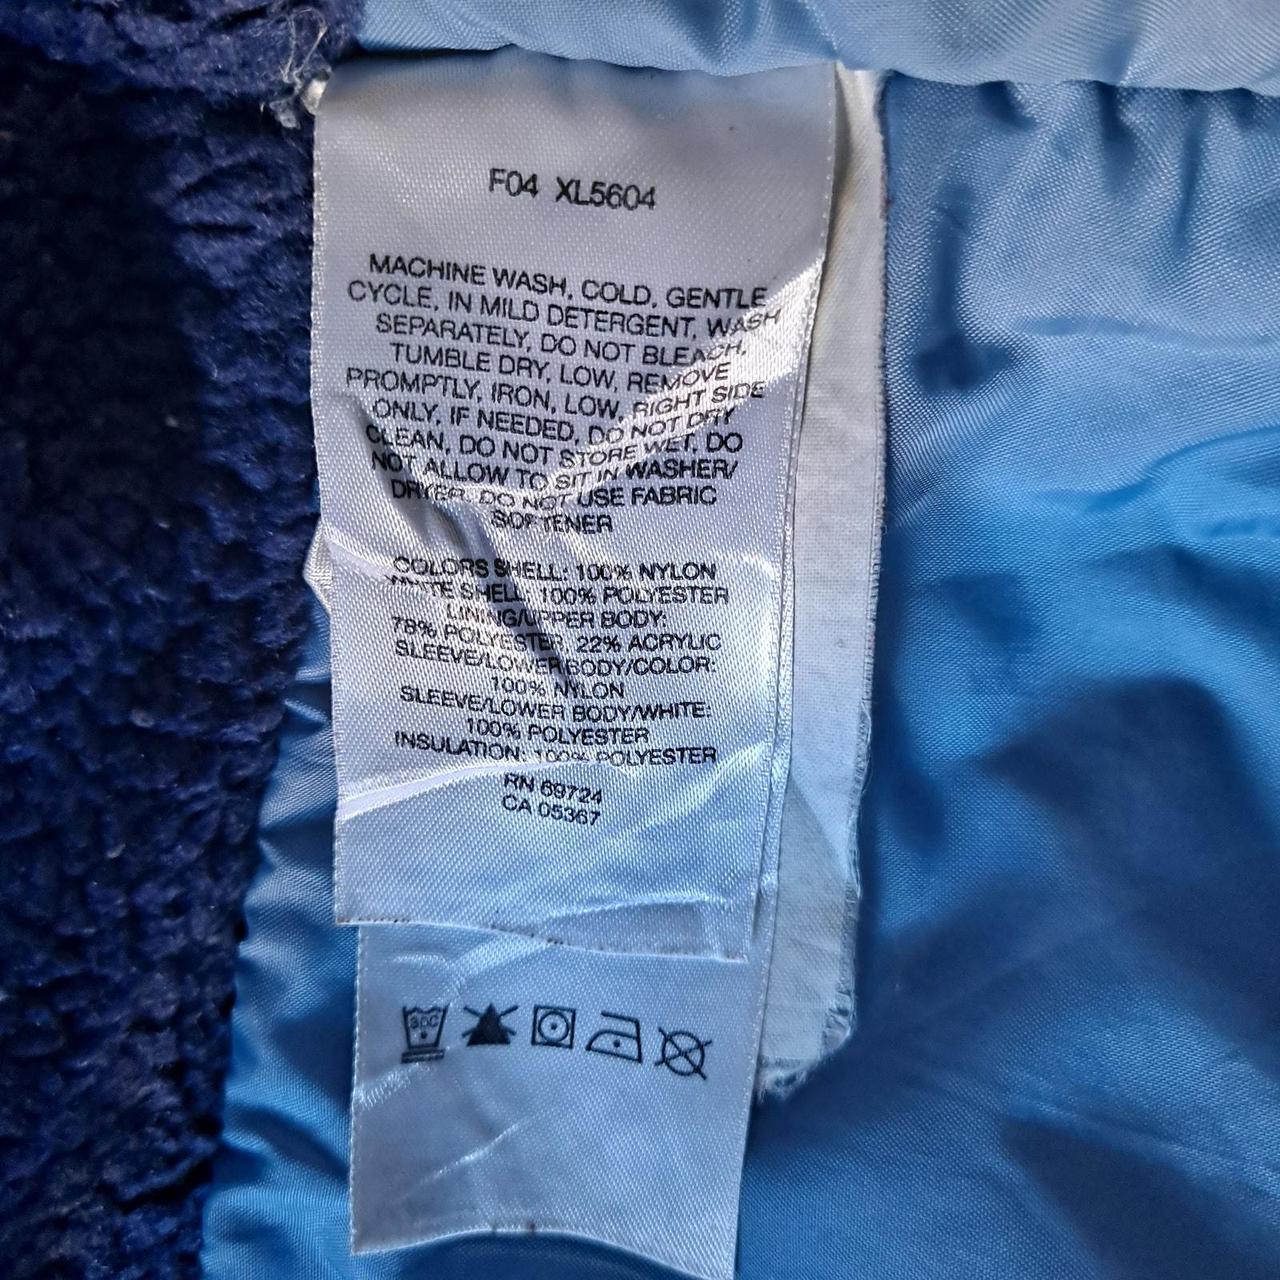 F04 XL5604
MACHINE WASH, COLD, GENTLE
CYCLE, IN MILD DETERGENT, WASH
SEPARATELY, DO NOT BLEACH,
TUMBLE DRY, LOW, REMOVE
PROMPTLY, IRON, LOW, RIGHT SIDE
ONLY, IF NEEDED, DO NOT DRY
CLEAN, DO NOT STORE WET, DO
NOT ALLOW TO SIT IN WASHER/
DRYER, DO NOT USE FABRIC
SOFTENER
COLORS SHELL: 100% NYLON
WHITE SHELL: 100% POLYESTER
LINING/UPPER BODY:
78% POLYESTER, 22% ACRYLIC
SLEEVE/LOWER BODY/COLOR:
100% NYLON
SLEEVE/LOWER BODY/WHITE:
100% POLYESTER
INSULATION: 100% POLYESTER
RN 69724
CA 05367
30C